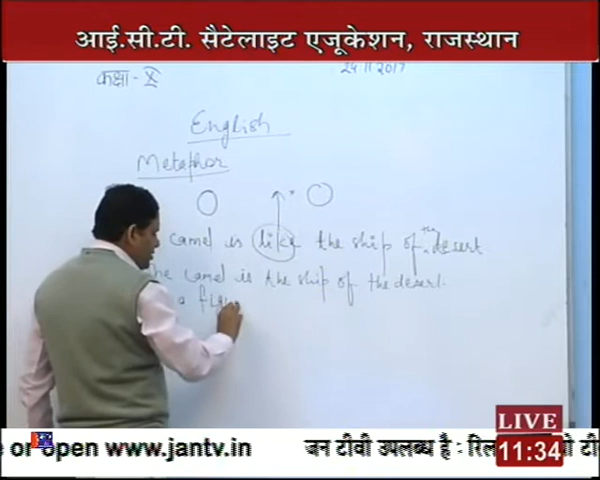 आई.सी.टी. सैटेलाइट एजूकेशन, राजस्थान
कक्षा - X
24.11.2017
English
Metaphor
camel is like the ship of the desert
The camel is the ship of the desert.
a
LIVE
11:34
e or open www.jantv.in
जन टीवी उपलब्ध है :